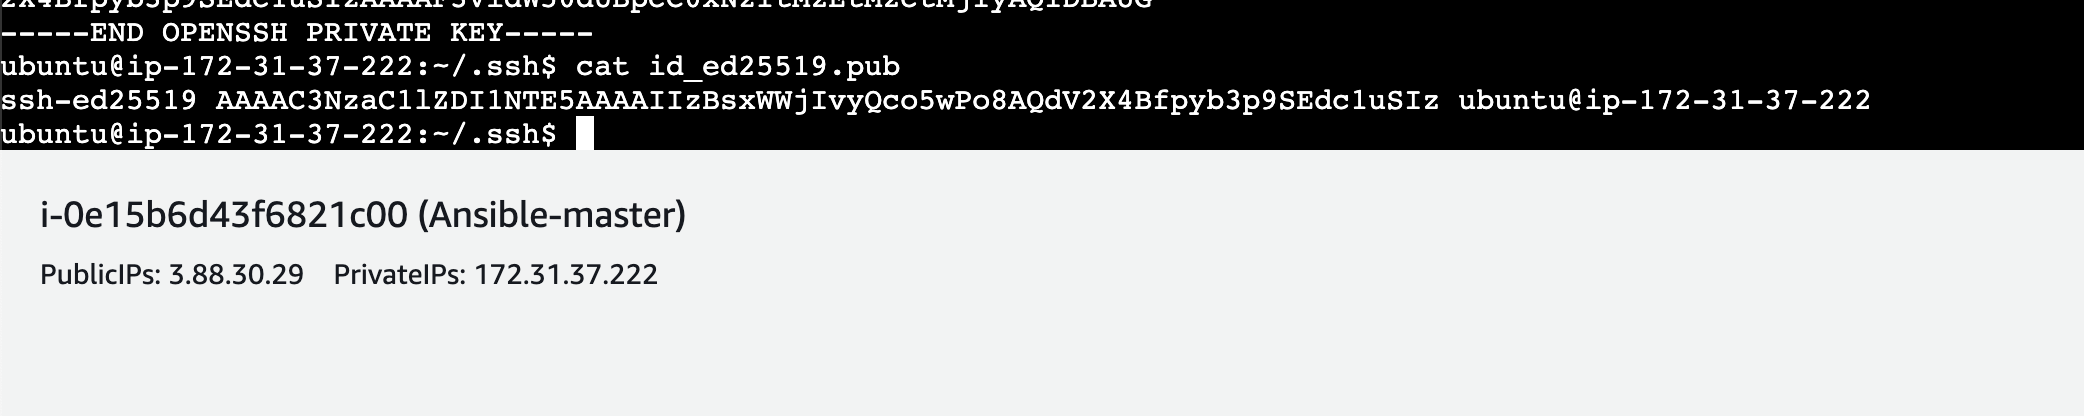 -----END OPENSSH PRIVATE KEY-----
ubuntu@ip-172-31-37-222:~/.ssh$ cat id_ed25519.pub
ssh-ed25519 AAAAC3NzaC1lZDI1NTE5AAAAIIzBsxWWjIvyQco5wPo8AQdV2X4Bfpyb3p9SEdc1uSIz ubuntu@ip-172-31-37-222
ubuntu@ip-172-31-37-222:~/.ssh$
i-0e15b6d43f6821c00 (Ansible-master)
PublicIPs: 3.88.30.29 PrivateIPs: 172.31.37.222